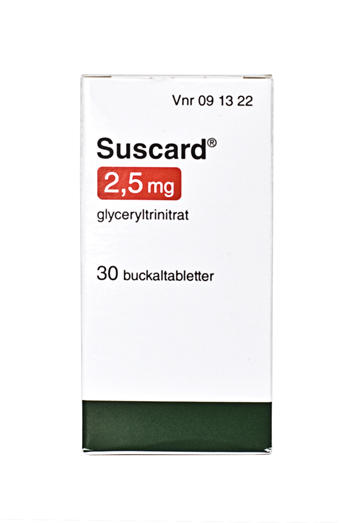 Vnr 09 13 22
Suscard®
2,5 mg
glyceryltrinitrat
30 buckaltabletter